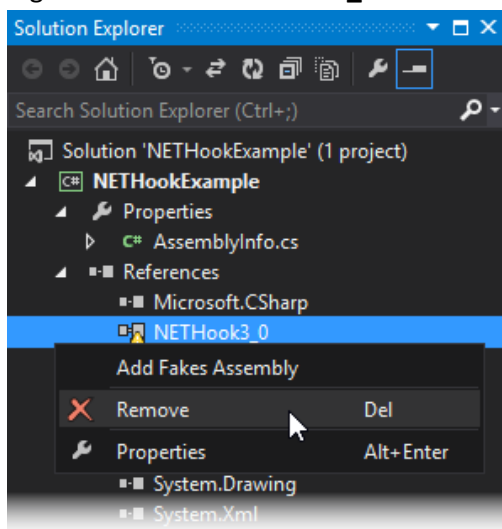 Solution Explorer
Search Solution Explorer (Ctrl+;)
Solution 'NETHookExample' (1 project)
C# NETHookExample
Properties
C# AssemblyInfo.cs
References
Microsoft.CSharp
NETHook3_0
Add Fakes Assembly
Remove Del
Properties Alt+Enter
System.Drawing
System.Xml